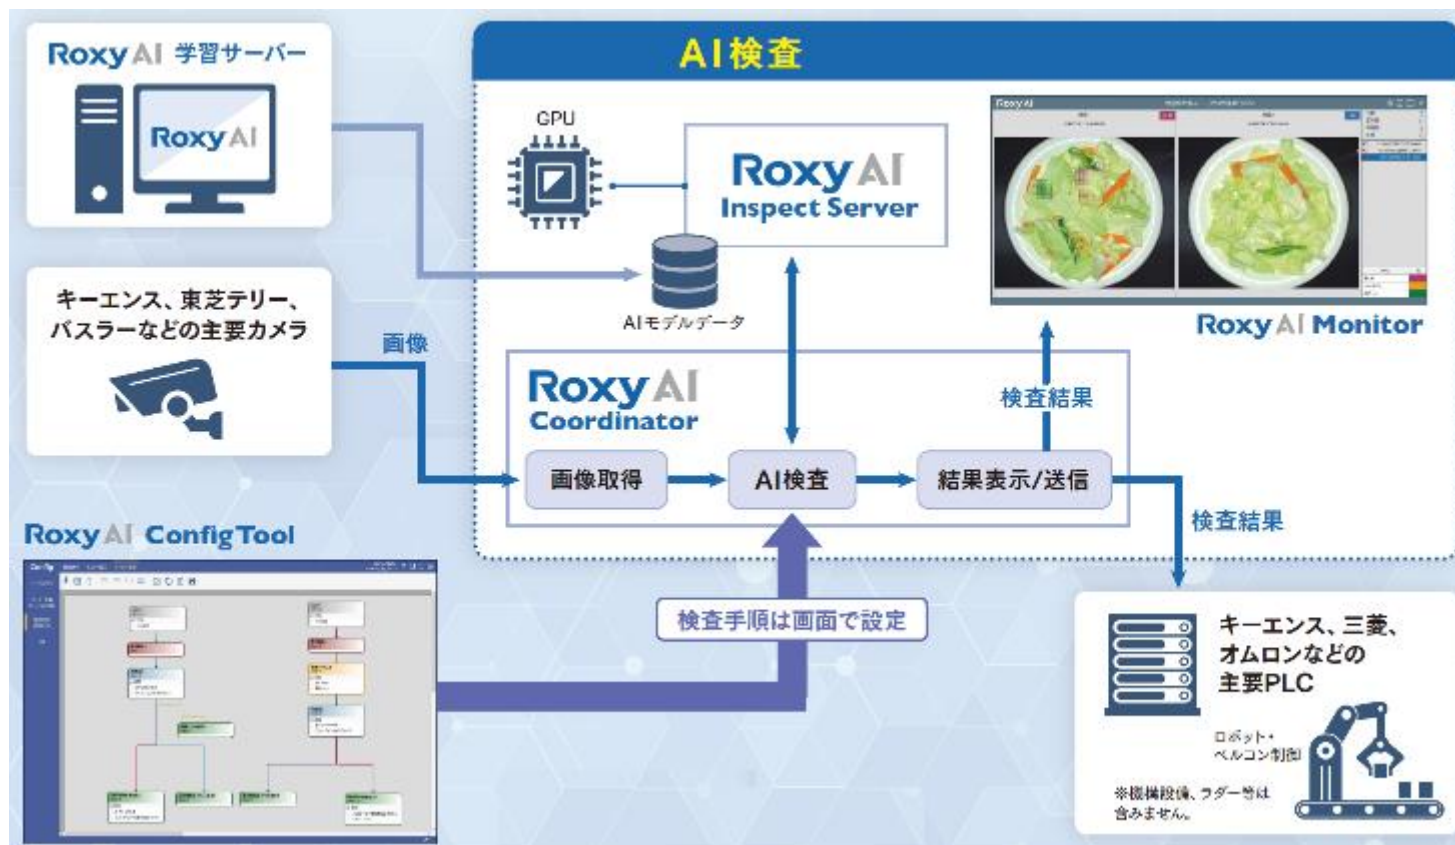 Roxy AI 学習サーバー
Roxy AI
キーエンス、東芝テリー、
バスラーなどの主要カメラ
画像
AI検査
GPU
Roxy AI
Inspect Server
AIモデルデータ
Roxy AI
Roxy AI Monitor
Roxy AI
Coordinator
画像取得
AI検査
結果表示/送信
検査結果
検査結果
Roxy AI ConfigTool
Config
検査手順は画面で設定
キーエンス、三菱、
オムロンなどの
主要PLC
ロボット・
ベルコン制御
※機構設備、ラダー等は
含みません。